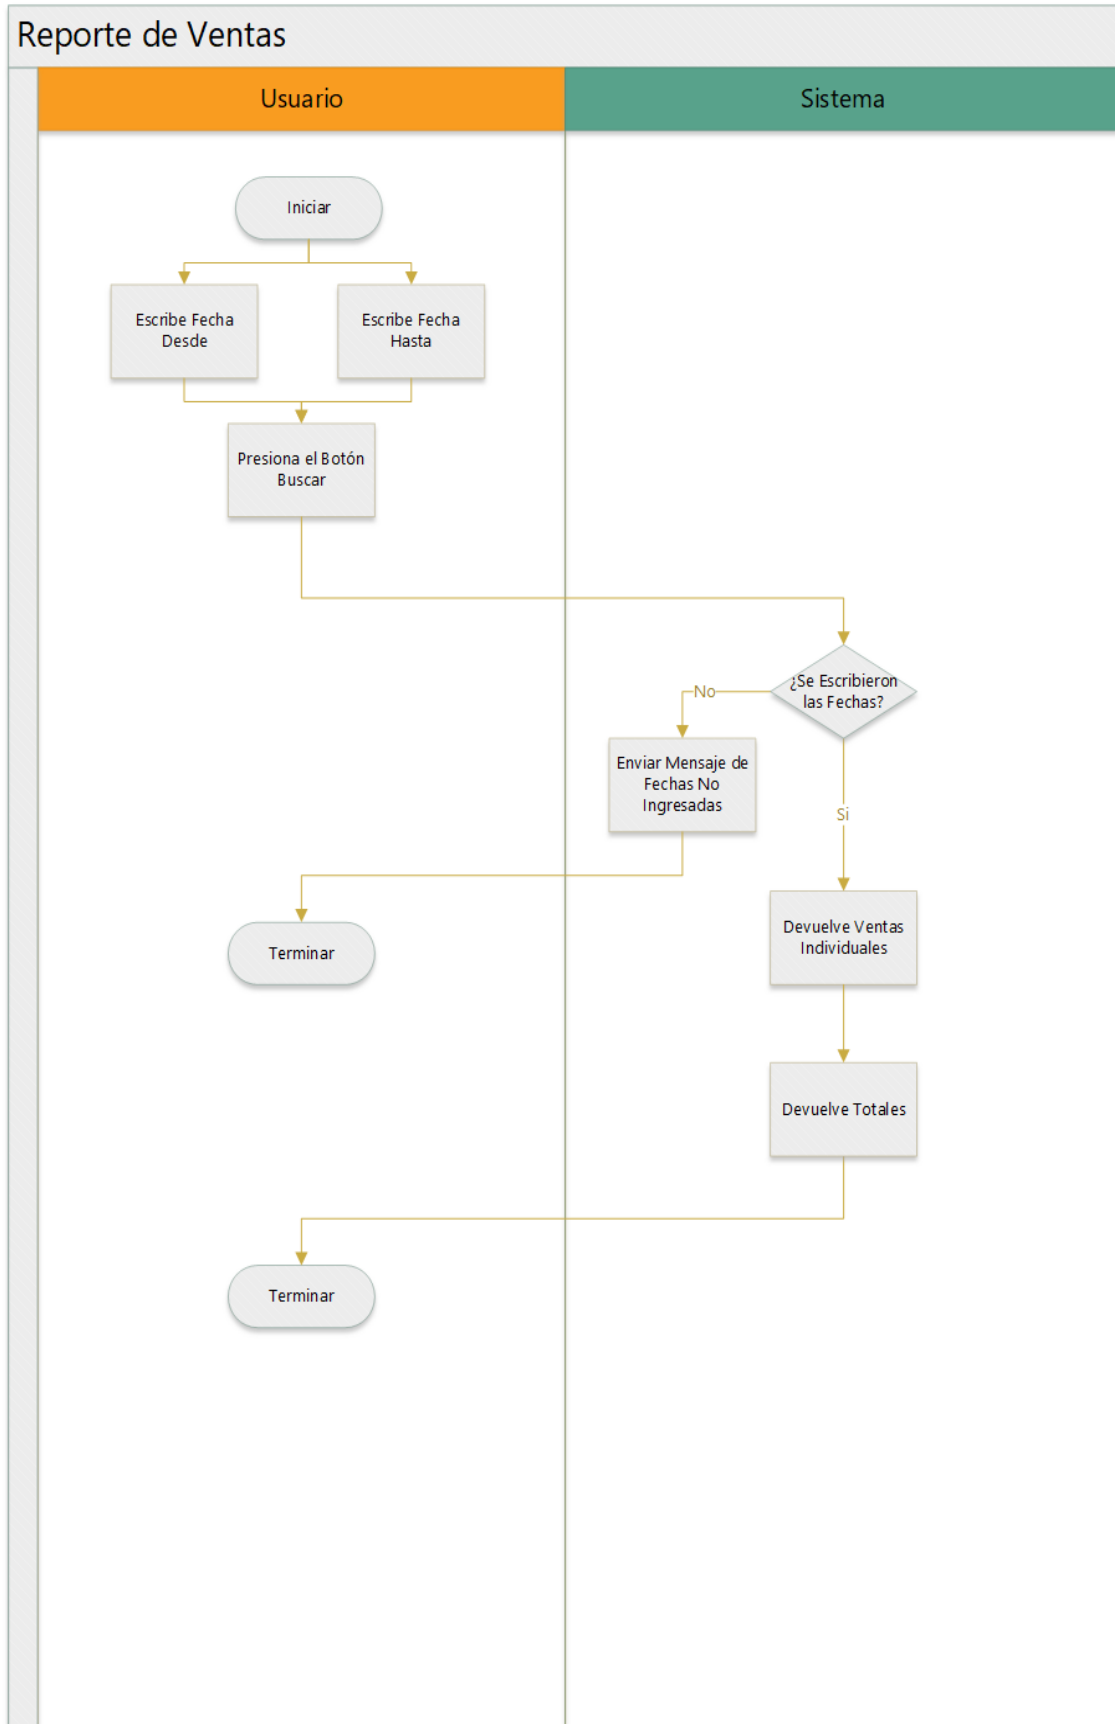 Reporte de Ventas
Usuario
Sistema
Iniciar
Escribe Fecha
Desde
Escribe Fecha
Hasta
Presiona el Botón
Buscar
¿Se Escribieron
las Fechas?
No
Enviar Mensaje de
Fechas No
Ingresadas
Si
Devuelve Ventas
Individuales
Terminar
Devuelve Totales
Terminar